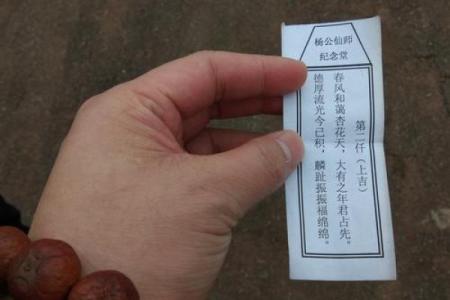 杨公仙师
纪念堂
第二仟（上吉）
春风和蔼杏花天，大有之年君占先。
德厚流光今已积，麟趾振振福绵绵。